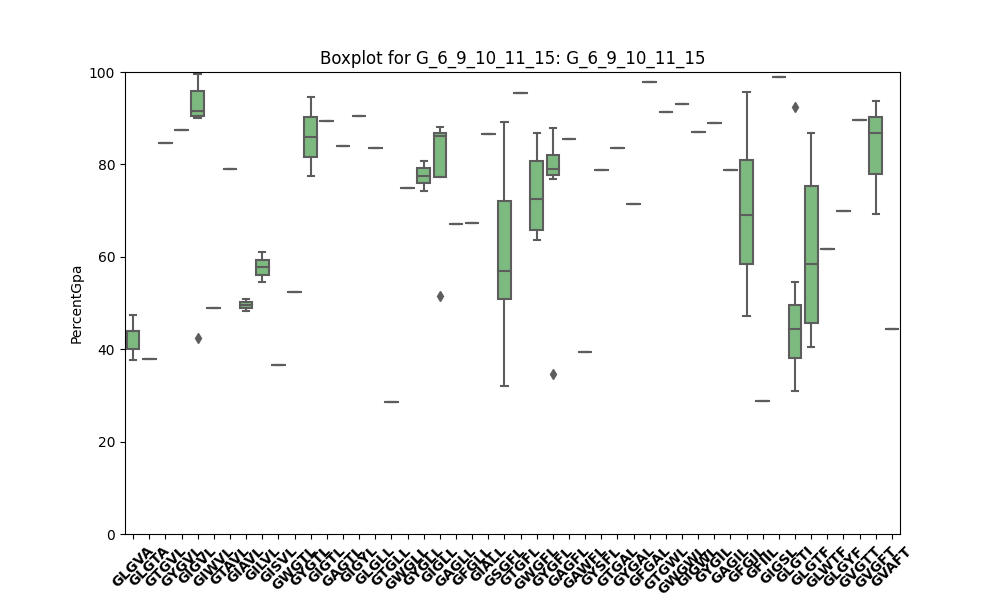 Boxplot for G_6_9_10_11_15: G_6_9_10_11_15
PercentGpa
100
80
60
40
20
0
GLGVA
GLGTA
GTGVL
GYGVL
GIGVL
GIWVL
GTAVL
GIAVL
GILVL
GISVL
GWGTL
GYGTL
GIGTL
GAGTL
GIGYL
GLGLL
GTGLL
GWGLL
GYGLL
GIGLL
GAGLL
GFGLL
GIALL
GSGFL
GTGFL
GWGFL
GYGFL
GAGFL
GAWFL
GYSFL
GTGAL
GYGAL
GFGAL
GTGWL
GWGWL
GIGWL
GYGIL
GAGIL
GFGIL
GFIIL
GIGSL
GLGTI
GLGTF
GLWTF
GLGYF
GVGTT
GVGFT
GVAFT